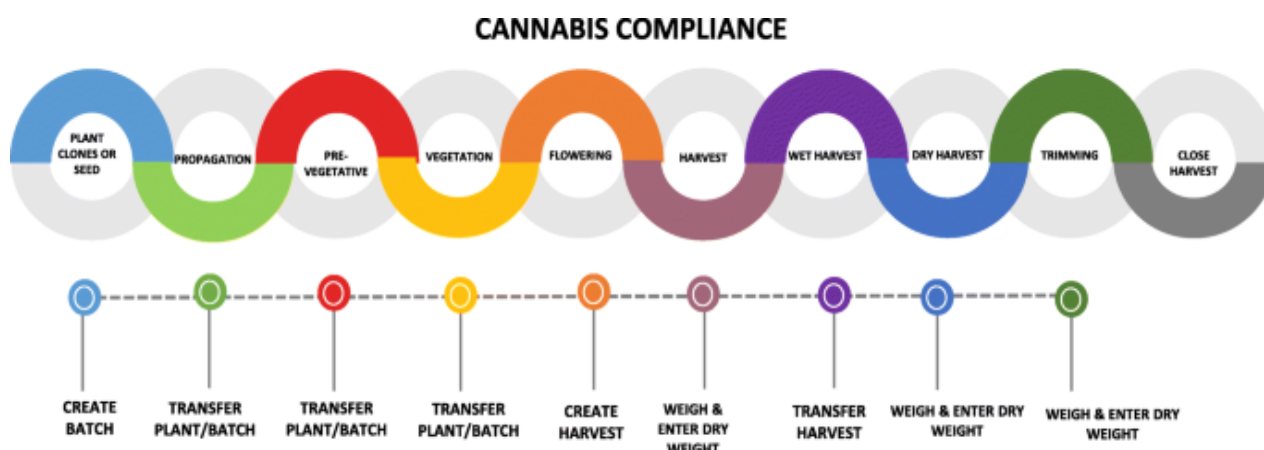 CANNABIS COMPLIANCE
PLANT
CLONES OR
SEED
PROPAGATION
PRE-
VEGETATIVE
VEGETATION
FLOWERING
HARVEST
WET HARVEST
DRY HARVEST
TRIMMING
CLOSE
HARVEST
CREATE
BATCH
TRANSFER
PLANT/BATCH
TRANSFER
PLANT/BATCH
TRANSFER
PLANT/BATCH
CREATE
HARVEST
WEIGH &
ENTER DRY
WEIGHT
TRANSFER
HARVEST
WEIGH & ENTER DRY
WEIGHT
WEIGH & ENTER DRY
WEIGHT